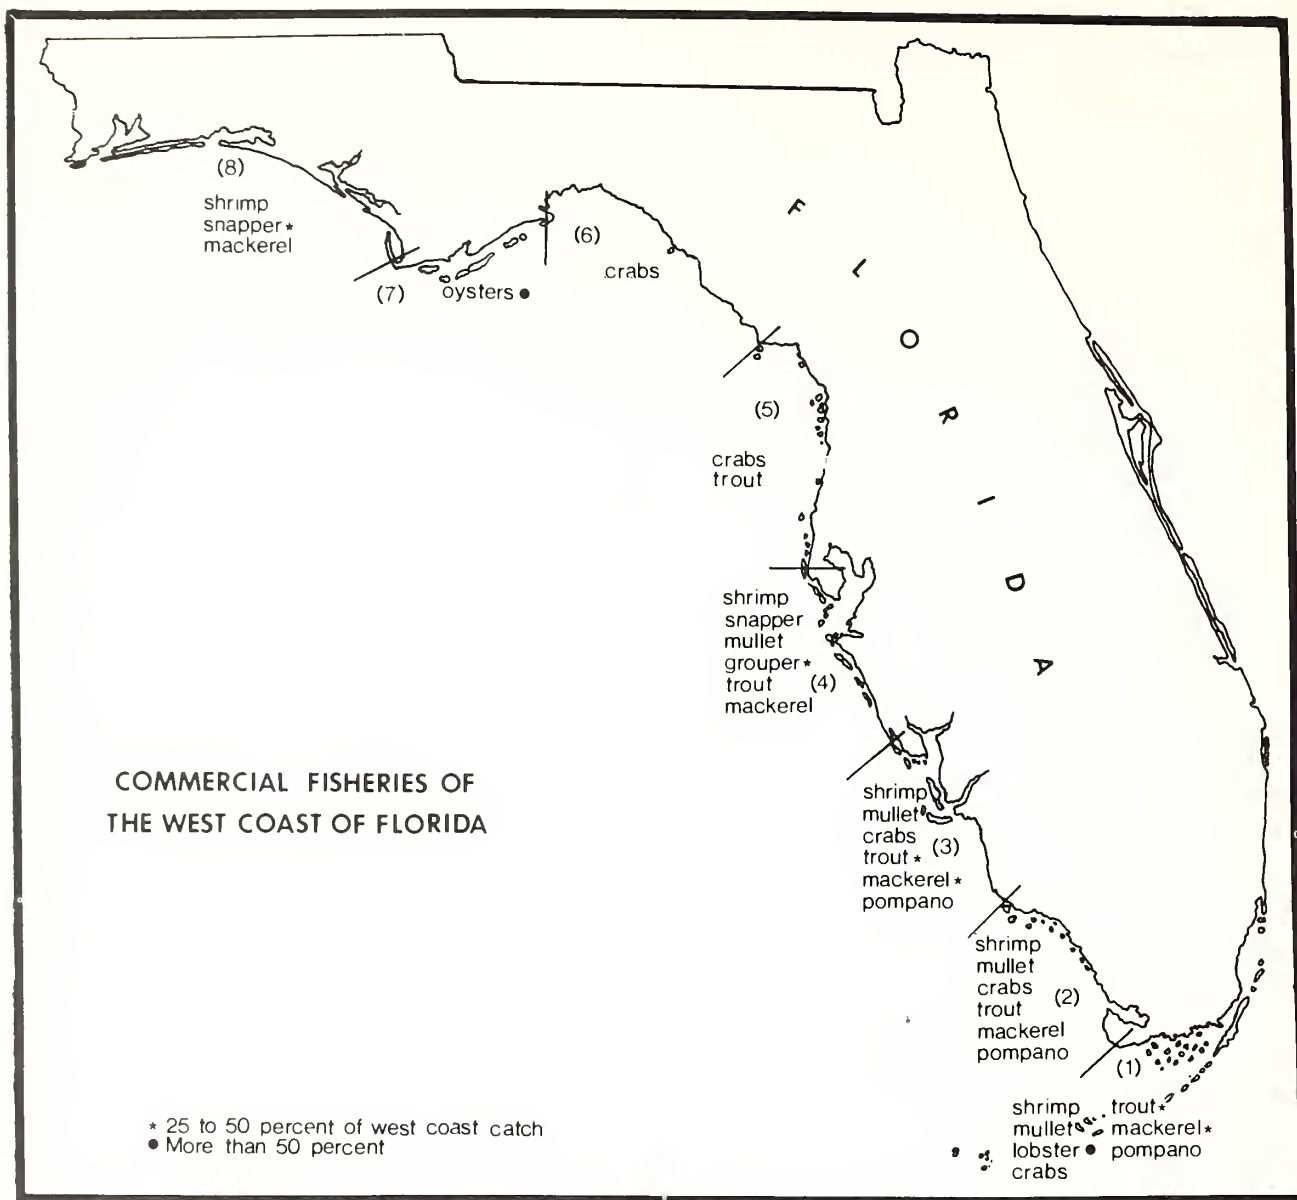 (8)
shrimp
snapper *
mackerel
(7)
oysters ●
(6)
crabs
F L O R I D A
(5)
crabs
trout
shrimp
snapper
mullet
grouper *
trout (4)
mackerel
shrimp
mullet
crabs (3)
trout *
mackerel *
pompano
shrimp
mullet
crabs (2)
trout
mackerel
pompano
(1)
shrimp trout *
mullet mackerel *
lobster ● pompano
crabs
COMMERCIAL FISHERIES OF
THE WEST COAST OF FLORIDA
* 25 to 50 percent of west coast catch
● More than 50 percent